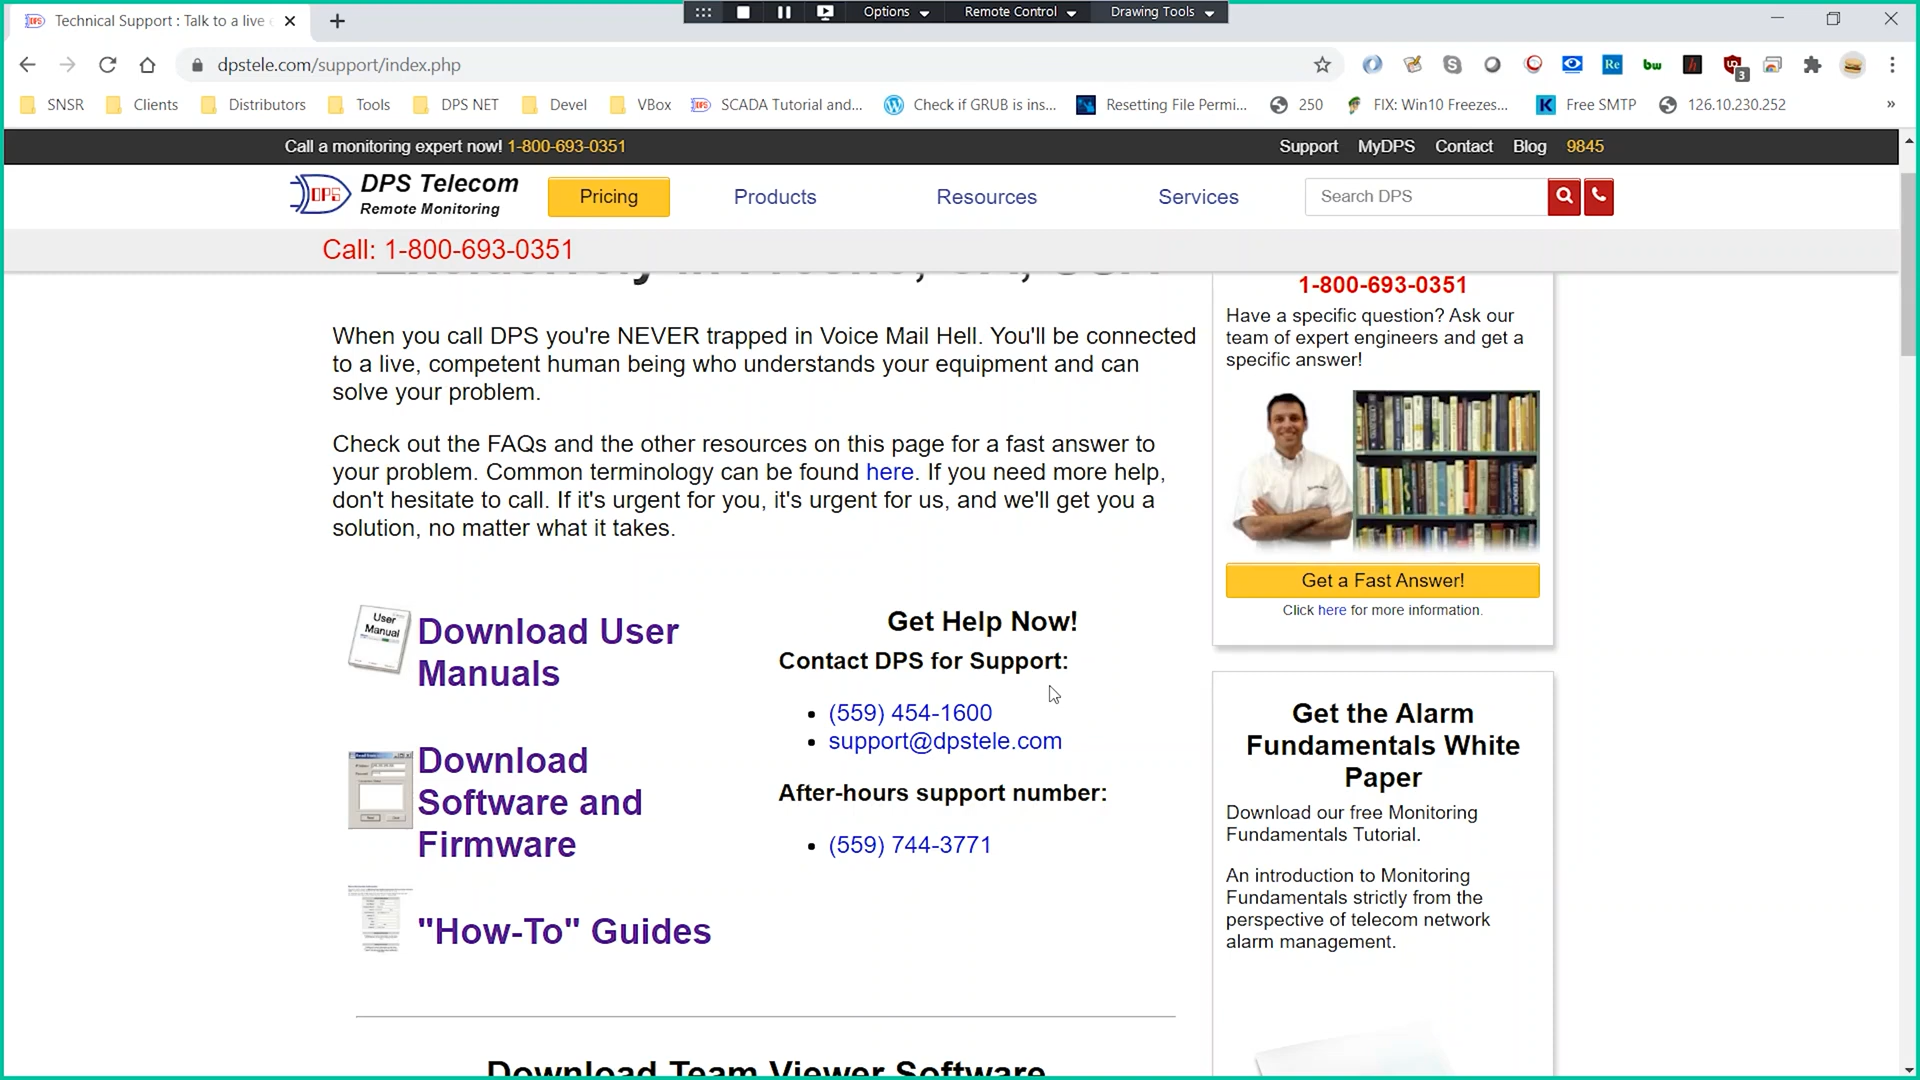 Technical Support : Talk to a live
Options
Remote Control
Drawing Tools
dpstele.com/support/index.php
SNSR
Clients
Distributors
Tools
DPS NET
Devel
VBox
SCADA Tutorial and...
Check if GRUB is ins...
Resetting File Permi...
250
FIX: Win10 Freezes...
Free SMTP
126.10.230.252
»
Call a monitoring expert now! 1-800-693-0351
Support
MyDPS
Contact
Blog
9845
DPS
DPS Telecom
Remote Monitoring
Pricing
Products
Resources
Services
Search DPS
Call: 1-800-693-0351
When you call DPS you're NEVER trapped in Voice Mail Hell. You'll be connected
to a live, competent human being who understands your equipment and can
solve your problem.
Check out the FAQs and the other resources on this page for a fast answer to
your problem. Common terminology can be found here. If you need more help,
don't hesitate to call. If it's urgent for you, it's urgent for us, and we'll get you a
solution, no matter what it takes.
User
Manual
Download User
Manuals
Download
Software and
Firmware
"How-To" Guides
Get Help Now!
Contact DPS for Support:
• (559) 454-1600
• support@dpstele.com
After-hours support number:
• (559) 744-3771
Download Team Viewer Software
1-800-693-0351
Have a specific question? Ask our
team of expert engineers and get a
specific answer!
Get a Fast Answer!
Click here for more information.
Get the Alarm
Fundamentals White
Paper
Download our free Monitoring
Fundamentals Tutorial.
An introduction to Monitoring
Fundamentals strictly from the
perspective of telecom network
alarm management.